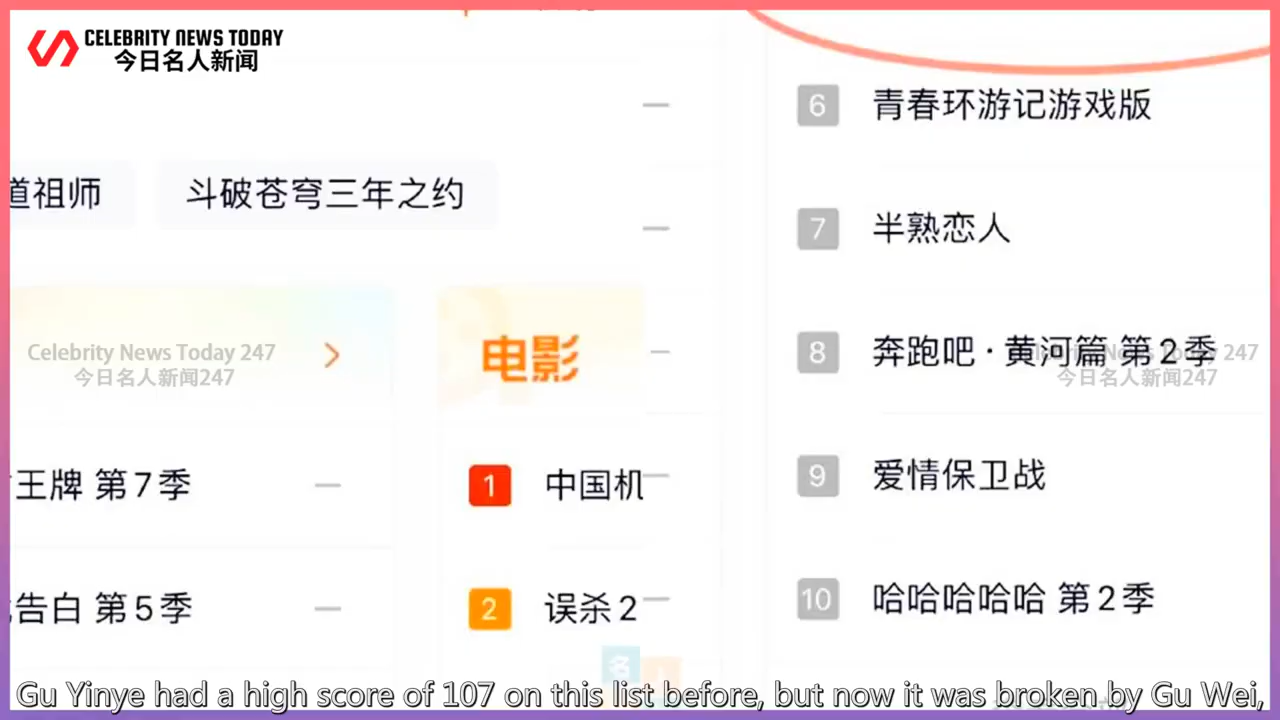 CELEBRITY NEWS TODAY
今日名人新闻
6 青春环游记游戏版
道祖师
斗破苍穹三年之约
7 半熟恋人
Celebrity News Today 247
今日名人新闻247
电影
8 奔跑吧·黄河篇 第2季
Celebrity News Today 247
今日名人新闻247
王牌 第7季
1 中国机
9 爱情保卫战
告白 第5季
2 误杀2
10 哈哈哈哈哈 第2季
名人
Gu Yinye had a high score of 107 on this list before, but now it was broken by Gu Wei,